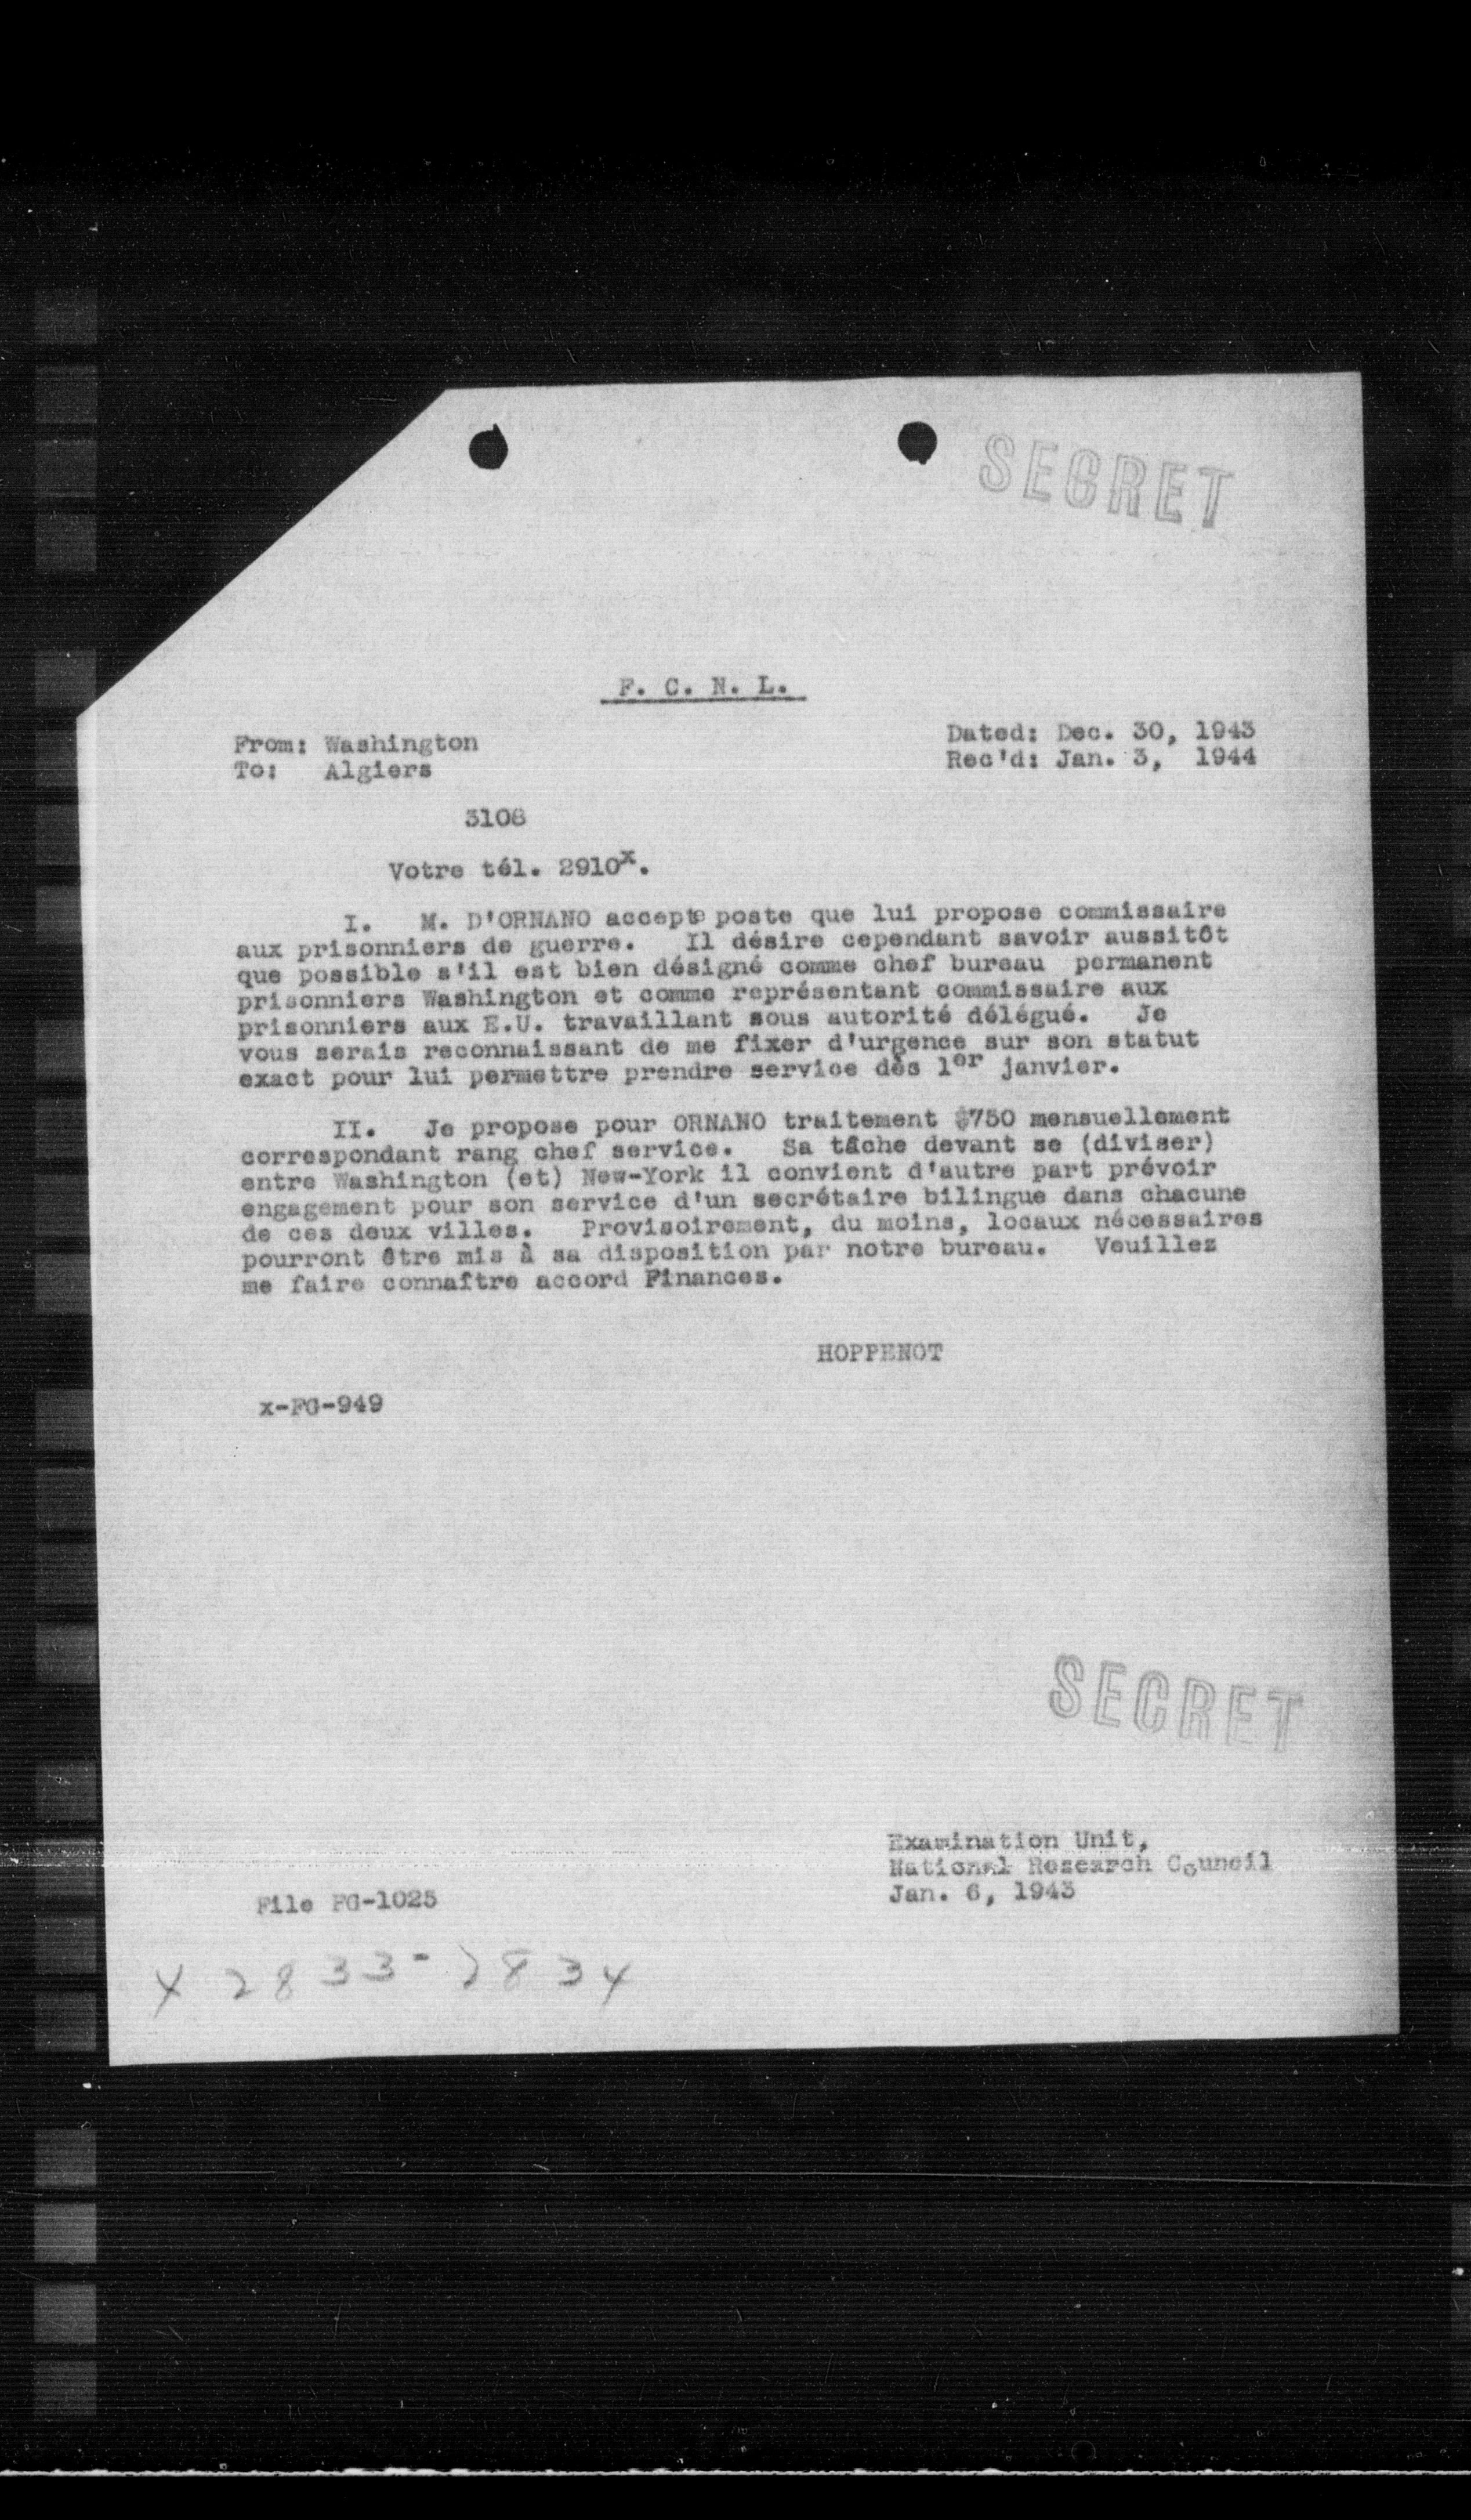 SECRET
F. C. N. L.
From: Washington
To: Algiers
Dated: Dec. 30, 1943
Rec'd: Jan. 3, 1944
3108
Votre tél. 2910x.
I. M. D'ORNANO accepte poste que lui propose commissaire
aux prisonniers de guerre. Il désire cependant savoir aussitôt
que possible s'il est bien désigné comme chef bureau permanent
prisonniers Washington et comme représentant commissaire aux
prisonniers aux E.U. travaillant sous autorité délégué. Je
vous serais reconnaissant de me fixer d'urgence sur son statut
exact pour lui permettre prendre service dès 1er janvier.
II. Je propose pour ORNANO traitement $750 mensuellement
correspondant rang chef service. Sa tâche devant se (diviser)
entre Washington (et) New-York il convient d'autre part prévoir
engagement pour son service d'un secrétaire bilingue dans chacune
de ces deux villes. Provisoirement, du moins, locaux nécessaires
pourront être mis à sa disposition par notre bureau. Veuillez
me faire connaître accord Finances.
HOPPENOT
x-FG-949
SECRET
Examination Unit,
National Research Council
Jan. 6, 1943
File FG-1025
X 2833-2834